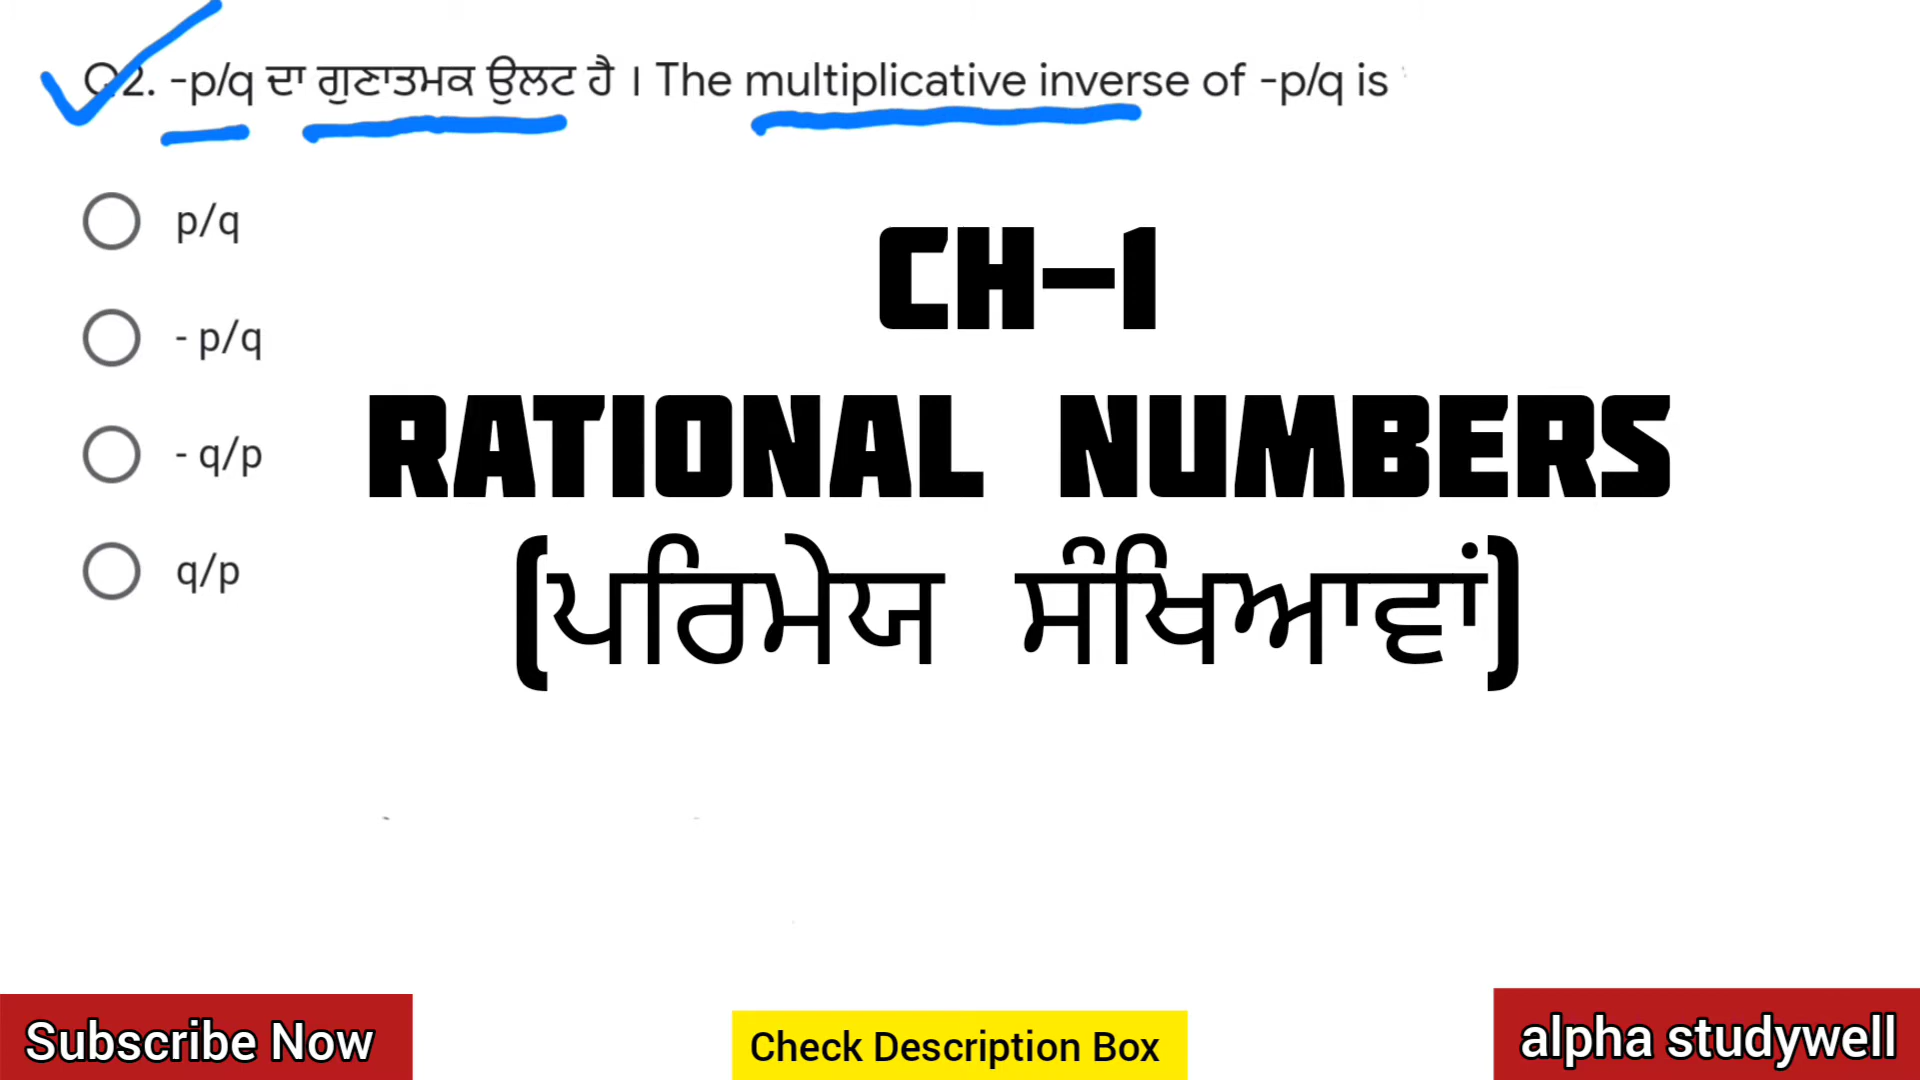 Q2. -p/q ਦਾ ਗੁਣਾਤਮਕ ਉਲਟ ਹੈ । The multiplicative inverse of -p/q is
p/q
- p/q
- q/p
q/p
CH-1
RATIONAL NUMBERS
(ਪਰਿਮੇਯ ਸੰਖਿਆਵਾਂ)
Subscribe Now
Check Description Box
alpha studywell